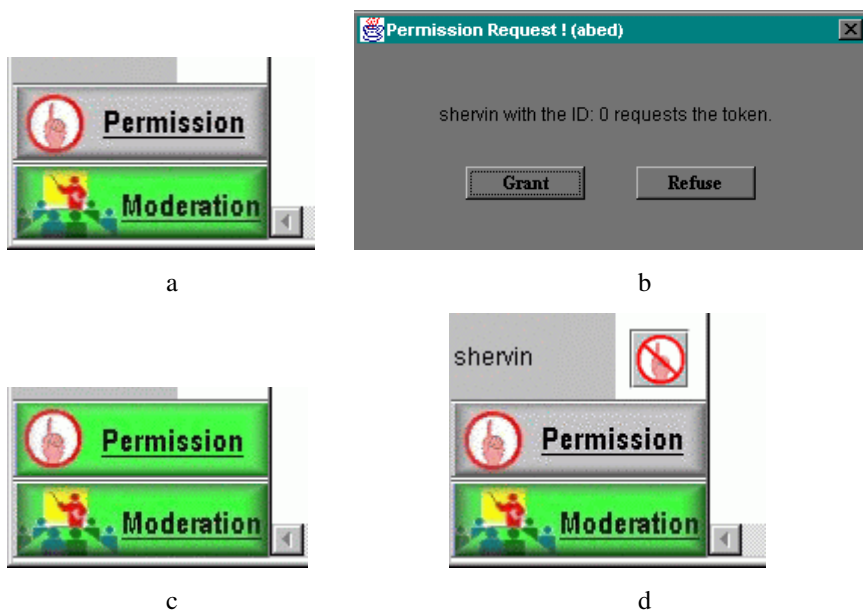 Permission
Moderation
a
Permission Request ! (abed)
shervin with the ID: 0 requests the token.
Grant
Refuse
b
Permission
Moderation
c
shervin
Permission
Moderation
d